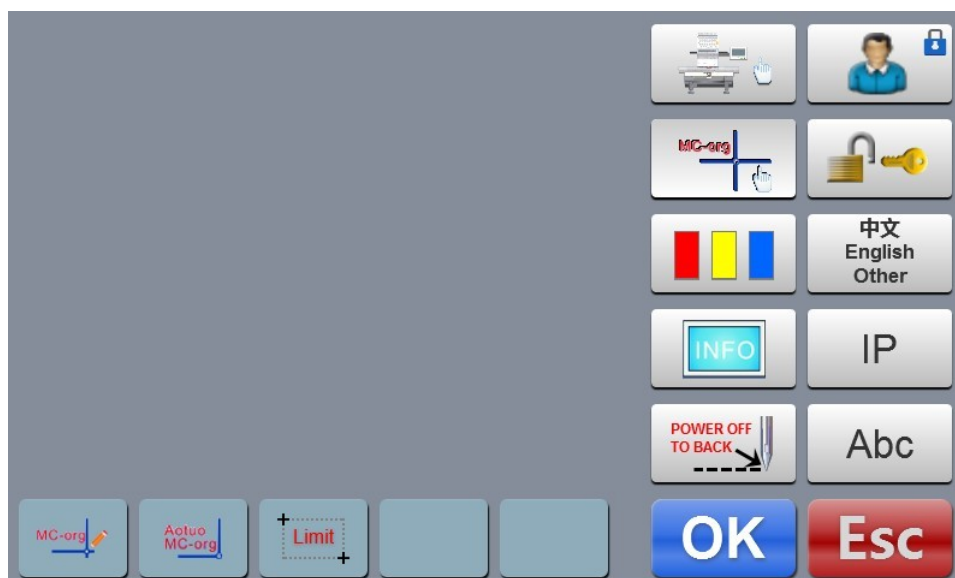 MC-org
中文
English
Other
INFO
IP
POWER OFF
TO BACK
Abc
MC-org
Aotuo
MC-org
Limit
OK
Esc